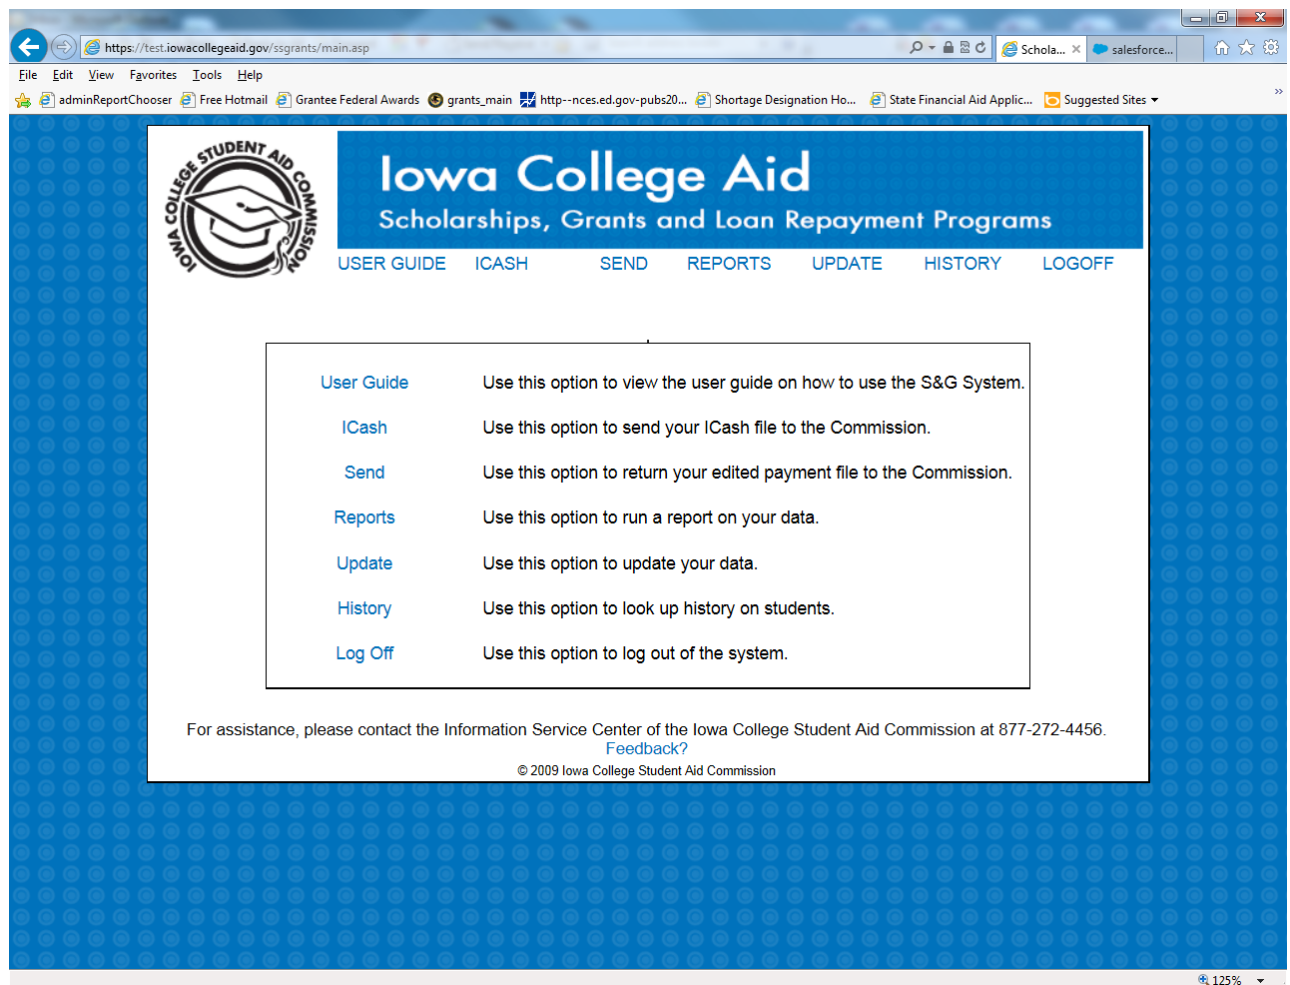 https://test.iowacollegeaid.gov/ssgrants/main.asp
Schola...
salesforce...
File Edit View Favorites Tools Help
adminReportChooser Free Hotmail Grantee Federal Awards grants_main http--nces.ed.gov-pubs20... Shortage Designation Ho... State Financial Aid Applic... Suggested Sites
IOWA COLLEGE STUDENT AID COMMISSION
Iowa College Aid
Scholarships, Grants and Loan Repayment Programs
USER GUIDE ICASH SEND REPORTS UPDATE HISTORY LOGOFF
User Guide Use this option to view the user guide on how to use the S&G System.
ICash Use this option to send your ICash file to the Commission.
Send Use this option to return your edited payment file to the Commission.
Reports Use this option to run a report on your data.
Update Use this option to update your data.
History Use this option to look up history on students.
Log Off Use this option to log out of the system.
For assistance, please contact the Information Service Center of the Iowa College Student Aid Commission at 877-272-4456.
Feedback?
© 2009 Iowa College Student Aid Commission
125%